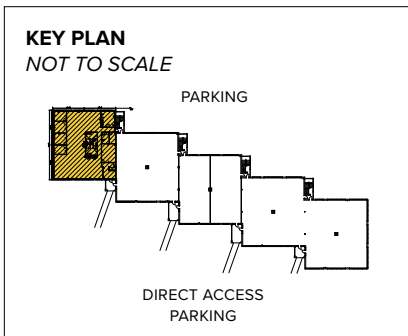 KEY PLAN
NOT TO SCALE
PARKING
DIRECT ACCESS
PARKING